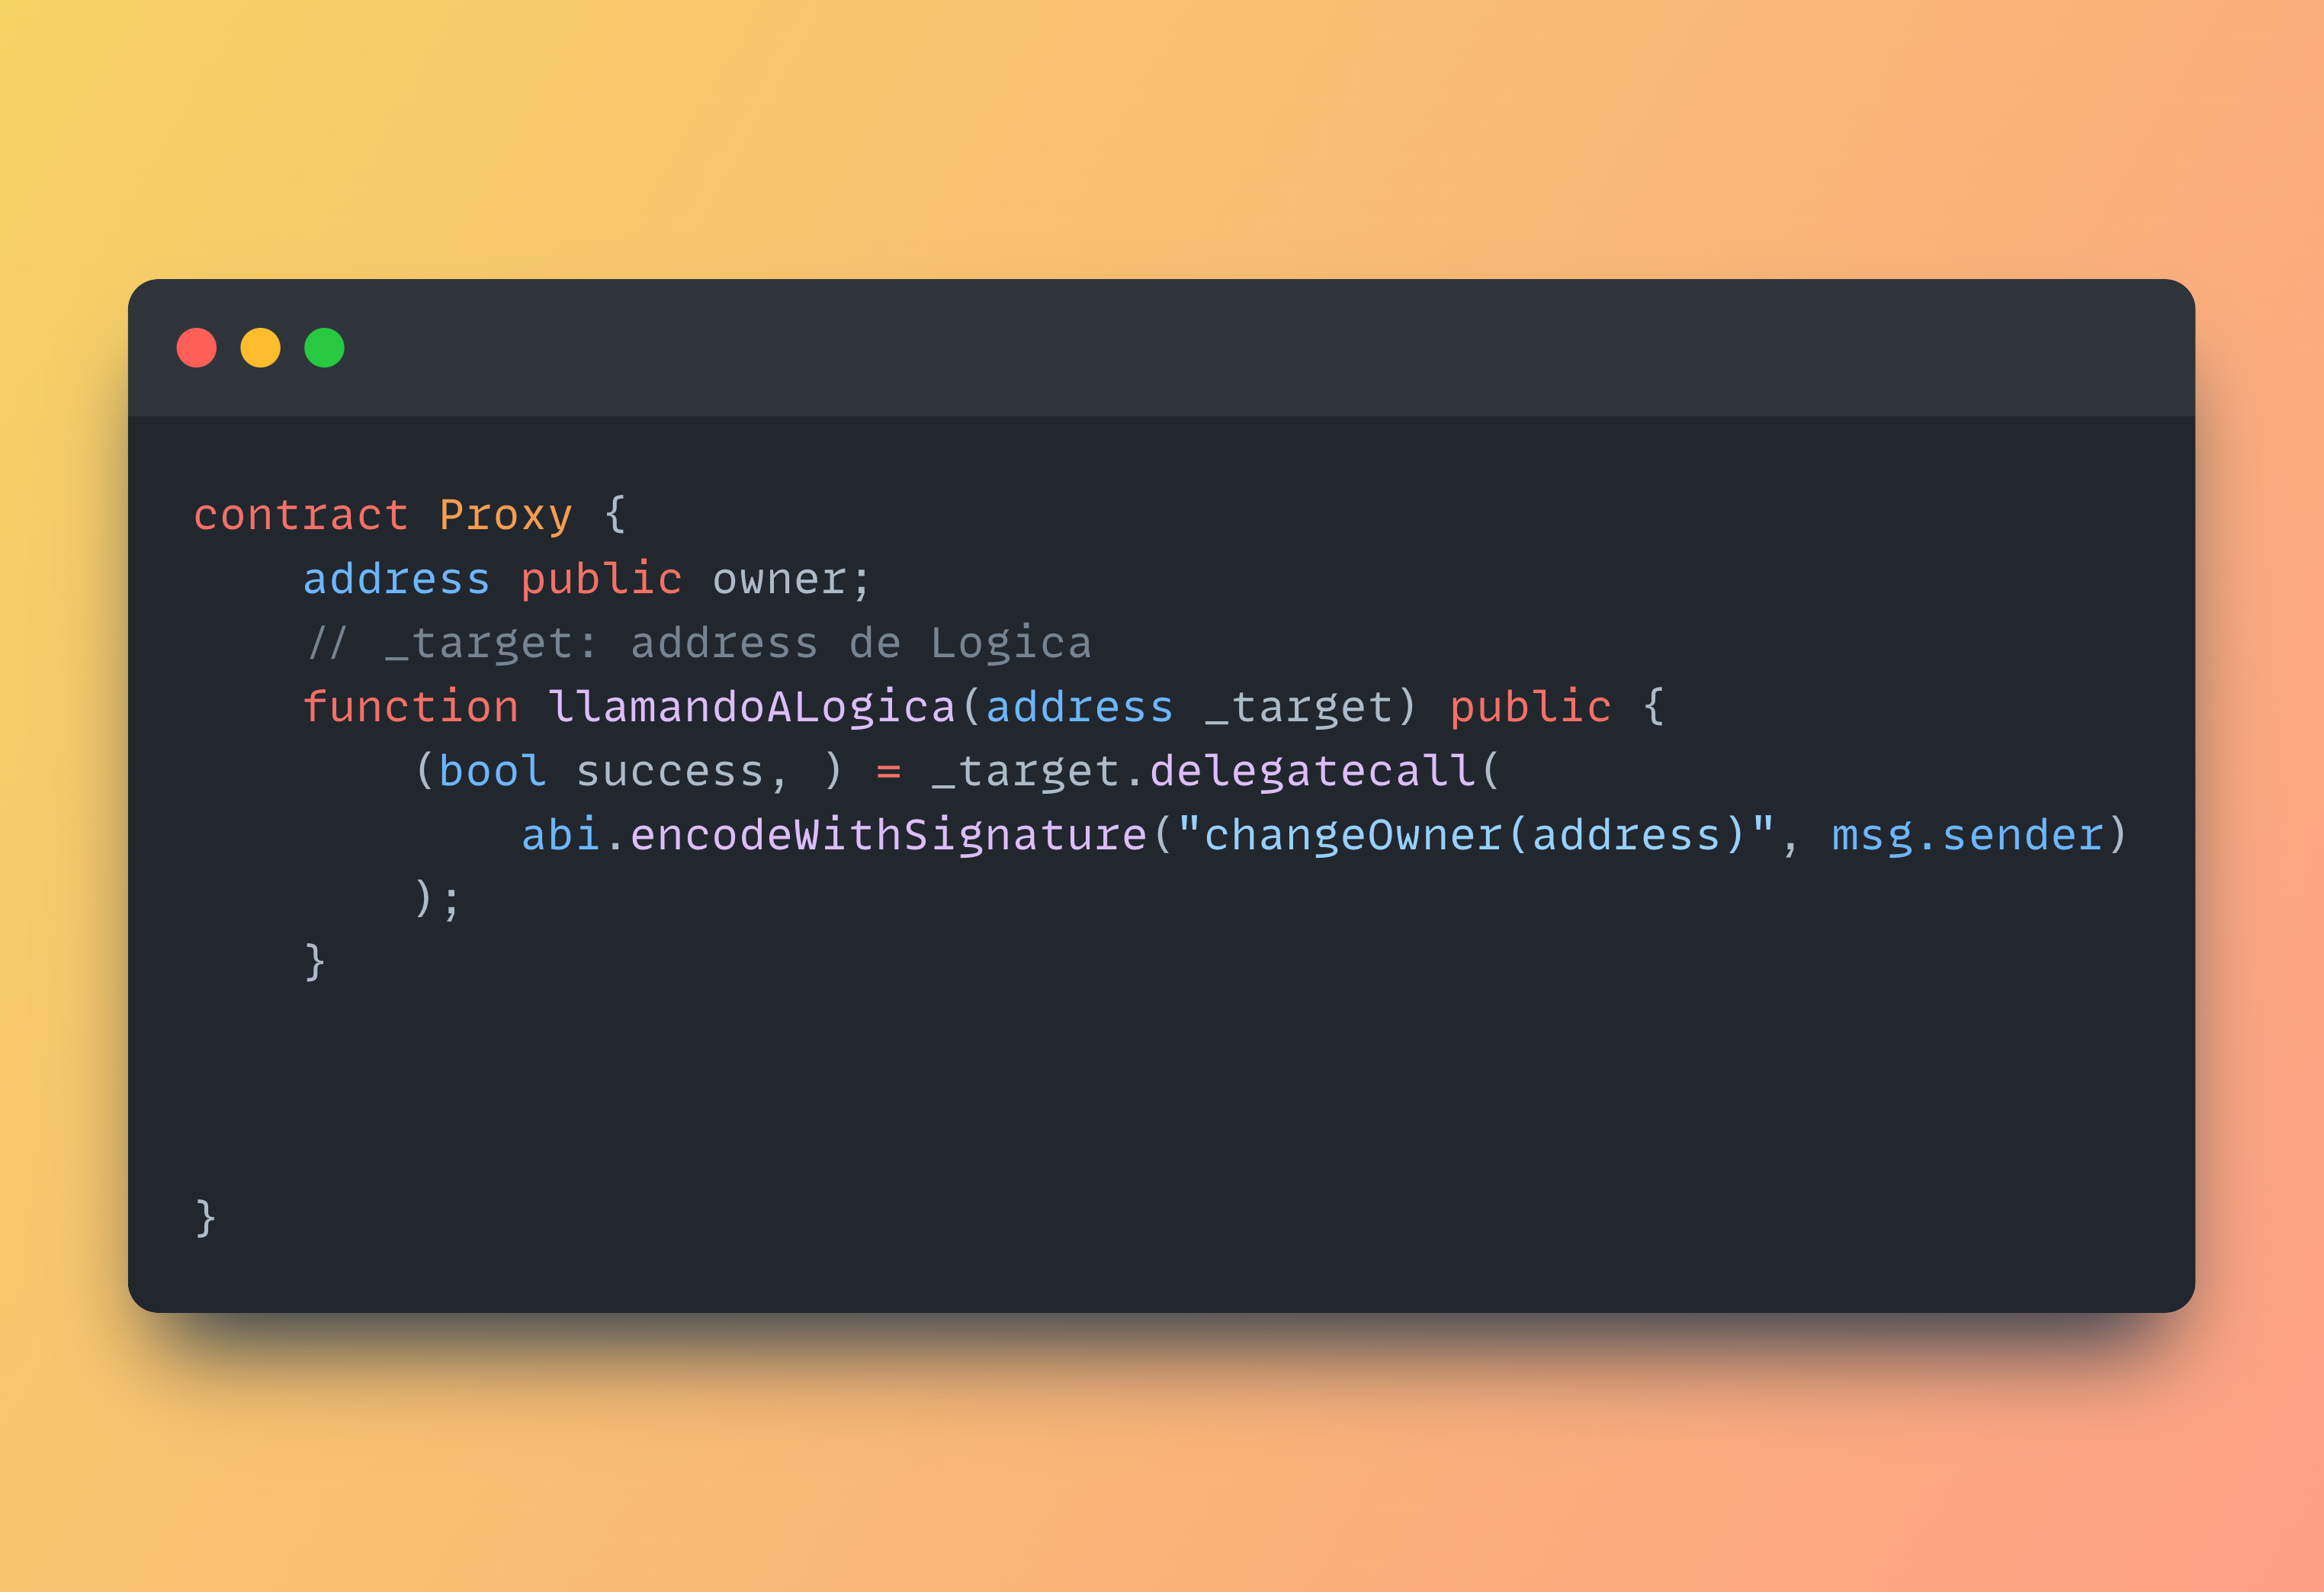 contract Proxy {
    address public owner;
    // _target: address de Logica
    function llamandoALogica(address _target) public {
        (bool success, ) = _target.delegatecall(
            abi.encodeWithSignature("changeOwner(address)", msg.sender)
        );
    }
}